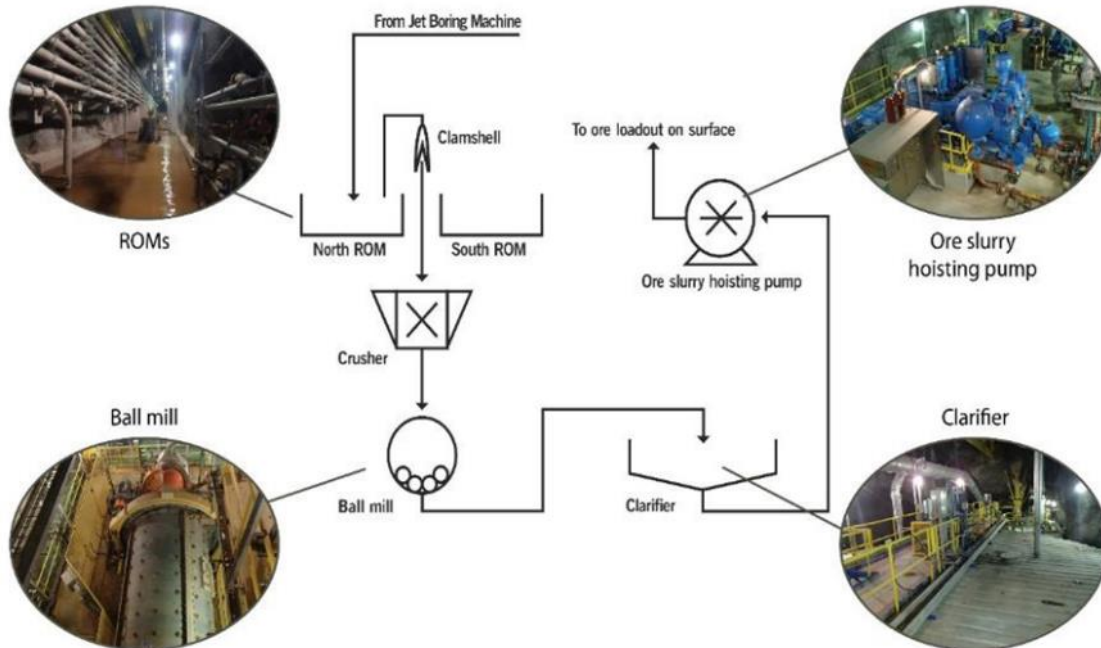 From Jet Boring Machine
Clamshell
To ore loadout on surface
ROMs
North ROM
South ROM
Ore slurry hoisting pump
Ore slurry
hoisting pump
Crusher
Ball mill
Clarifier
Ball mill
Clarifier